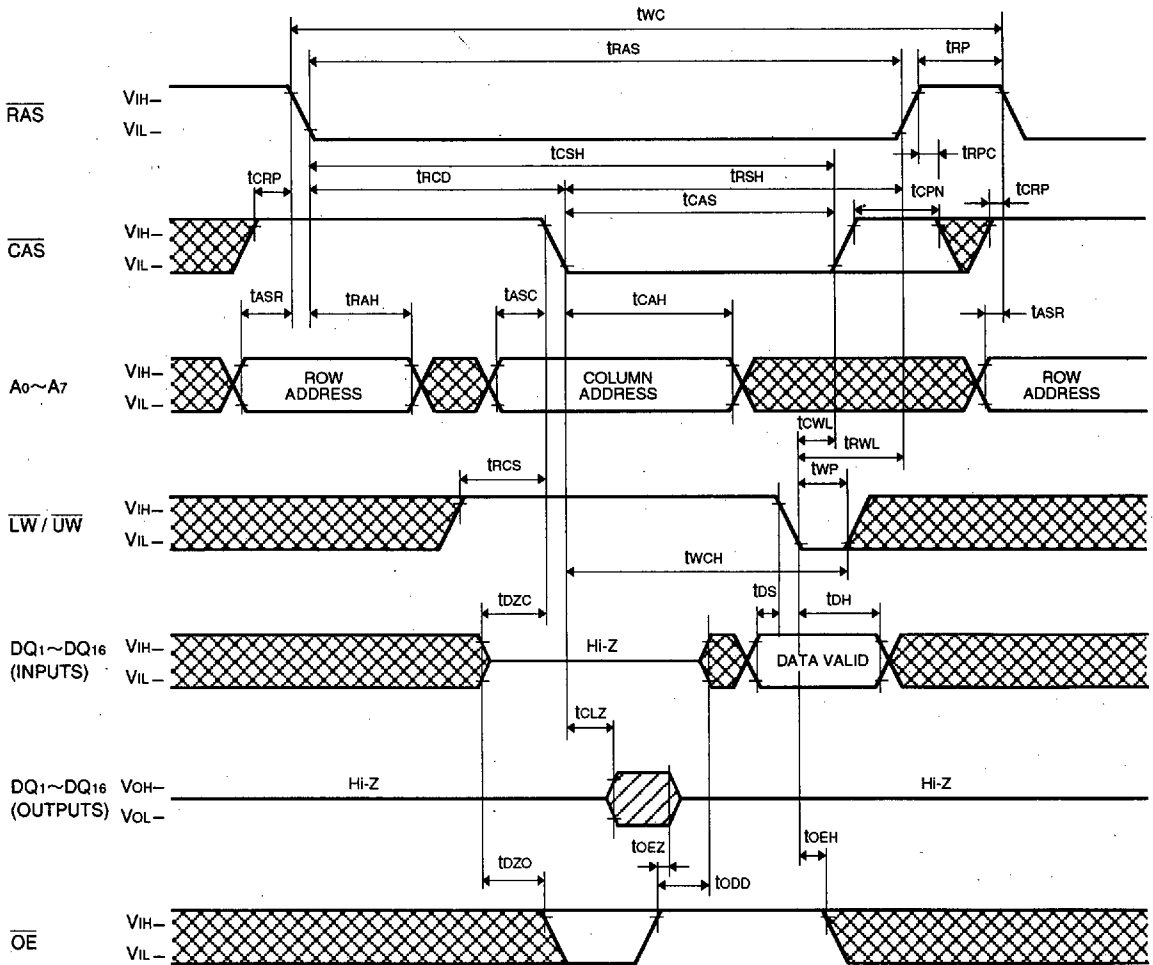 tWC
tRAS
tRP
RAS
VIH–
VIL–
tCSH
tRPC
tCRP
tRCD
tRSH
tCPN
tCRP
tCAS
CAS
VIH–
VIL–
tASR
tRAH
tASC
tCAH
tASR
A0~A7
VIH–
VIL–
ROW
ADDRESS
COLUMN
ADDRESS
ROW
ADDRESS
tCWL
tRWL
tRCS
tWP
LW / UW
VIH–
VIL–
tWCH
tDZC
tDS
tDH
DQ1~DQ16
(INPUTS)
VIH–
VIL–
Hi-Z
DATA VALID
tCLZ
DQ1~DQ16
(OUTPUTS)
VOH–
VOL–
Hi-Z
Hi-Z
tOEZ
tOEH
tDZO
tODD
OE
VIH–
VIL–